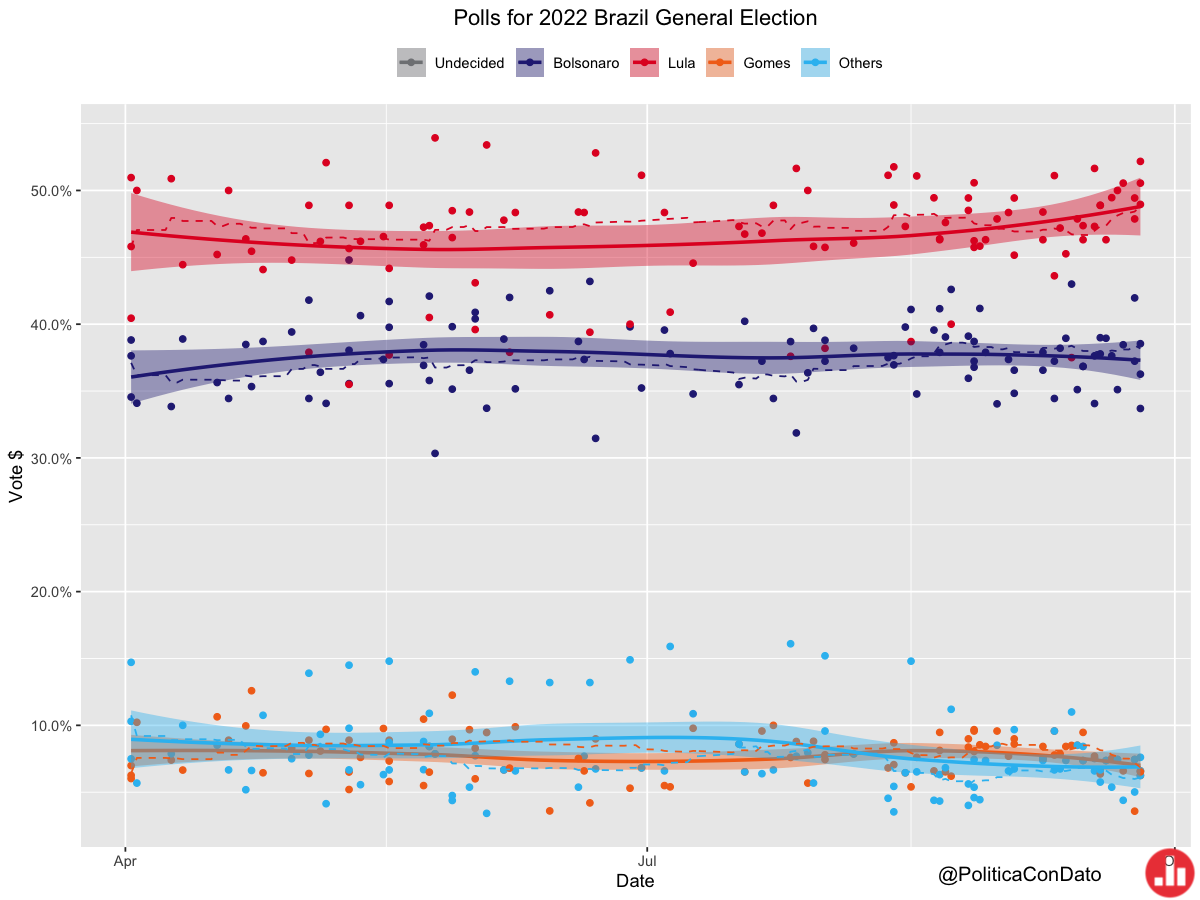 Polls for 2022 Brazil General Election
Undecided Bolsonaro Lula Gomes Others
50.0%
40.0%
30.0%
20.0%
10.0%
Vote $
Apr Jul
Date
@PoliticaConDato